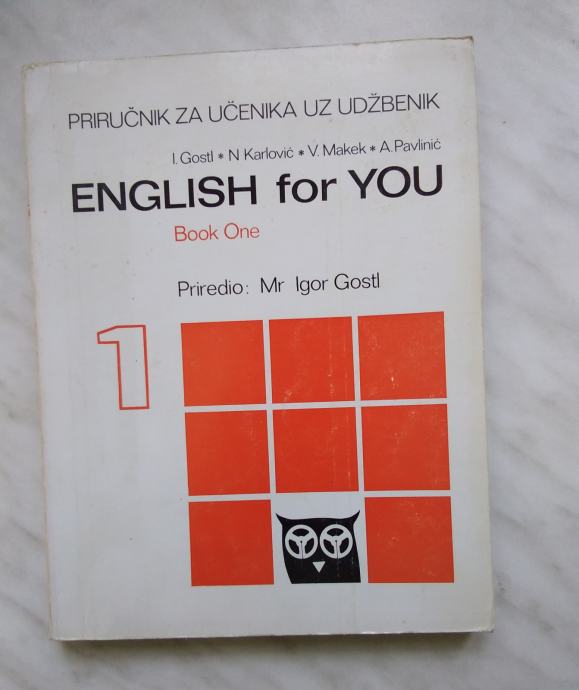 PRIRUČNIK ZA UČENIKA UZ UDŽBENIK
I. Gostl * N Karlović * V. Makek * A. Pavlinić
ENGLISH for YOU
Book One
Priredio: Mr Igor Gostl
1